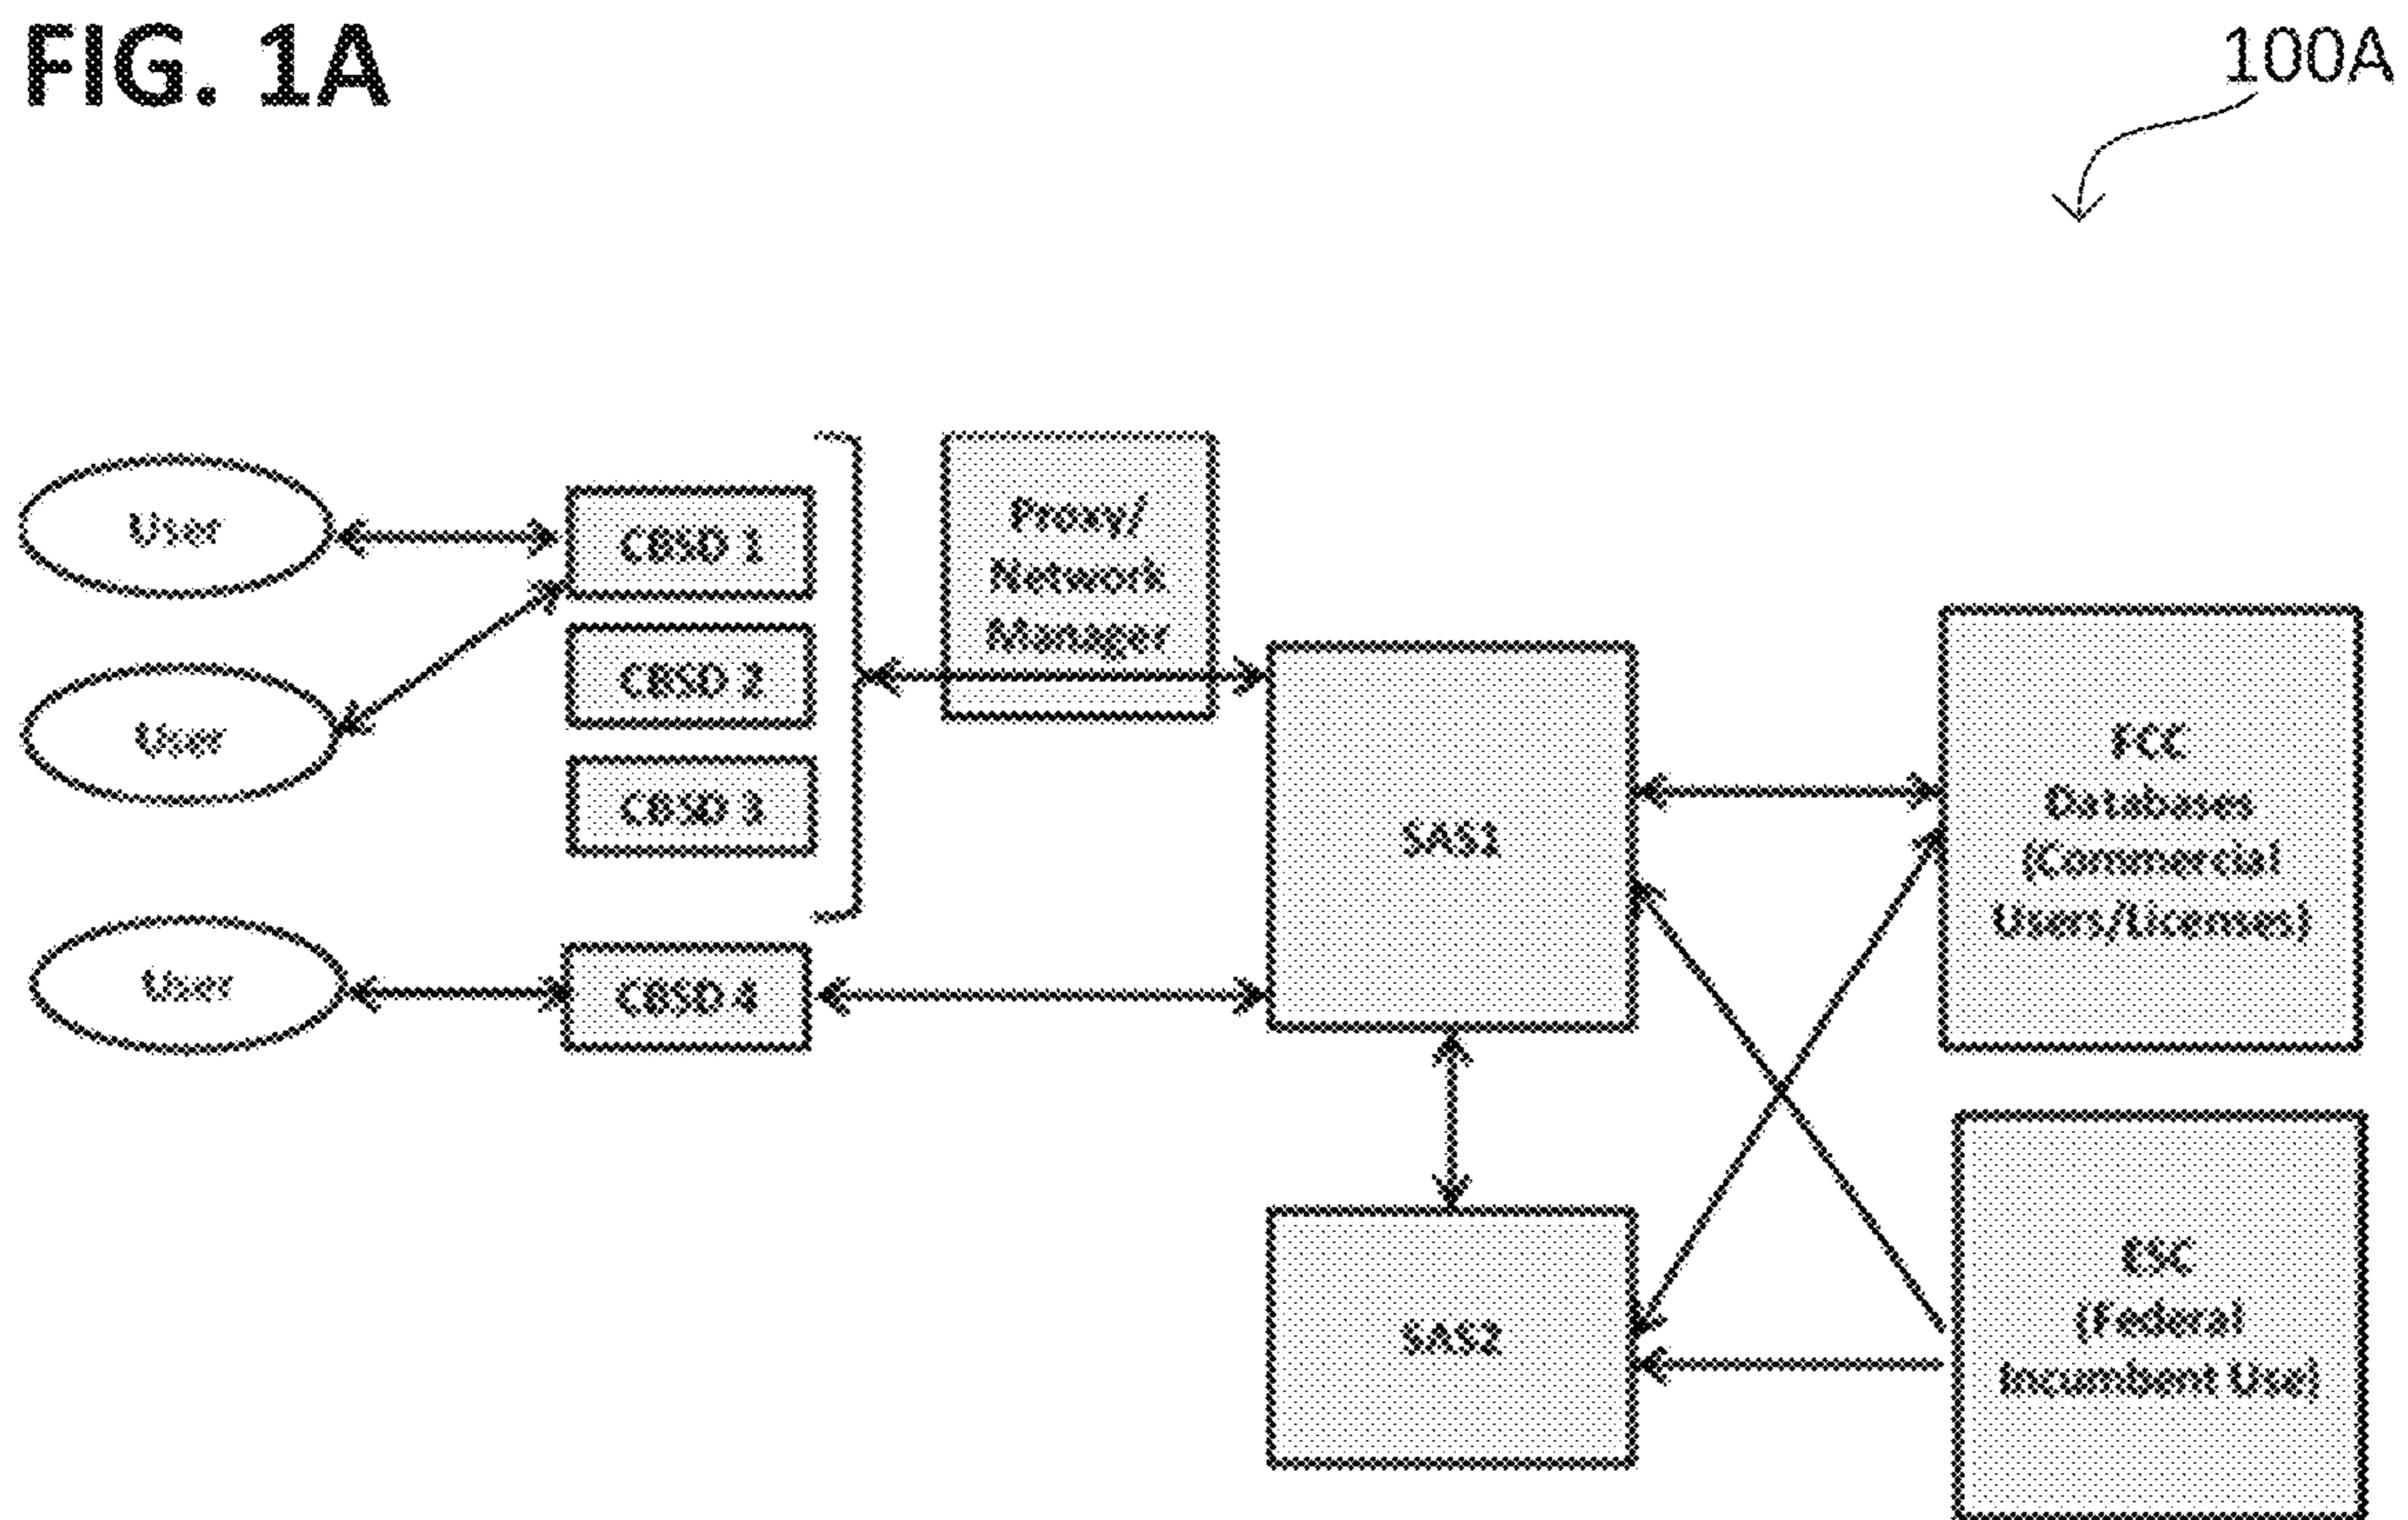 FIG. 1A
100A
User
CBSD 1
Proxy/
Network
Manager
User
CBSD 2
CBSD 3
User
CBSD 4
SAS1
FCC
Databases
(Commercial
Users/Licenses)
SAS2
ESC
(Federal
Incumbent Use)